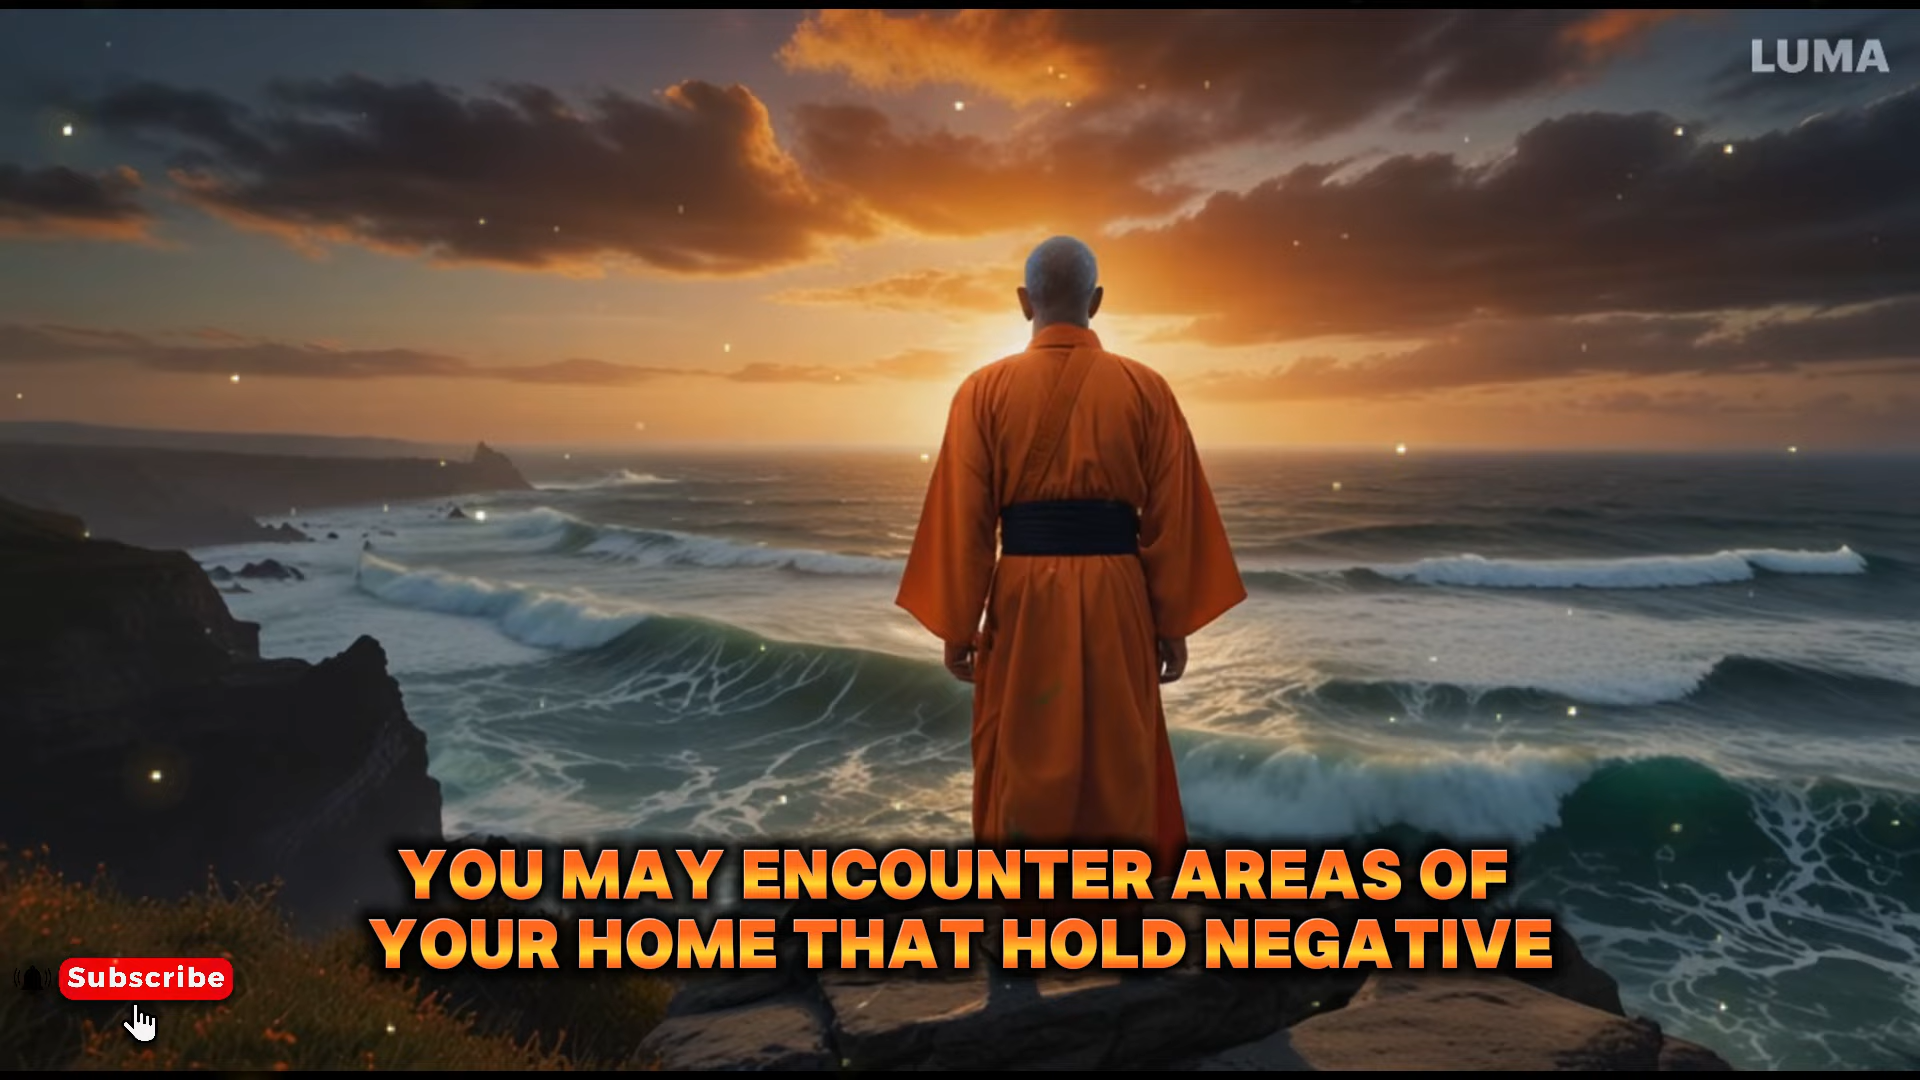 LUMA
YOU MAY ENCOUNTER AREAS OF
YOUR HOME THAT HOLD NEGATIVE
Subscribe